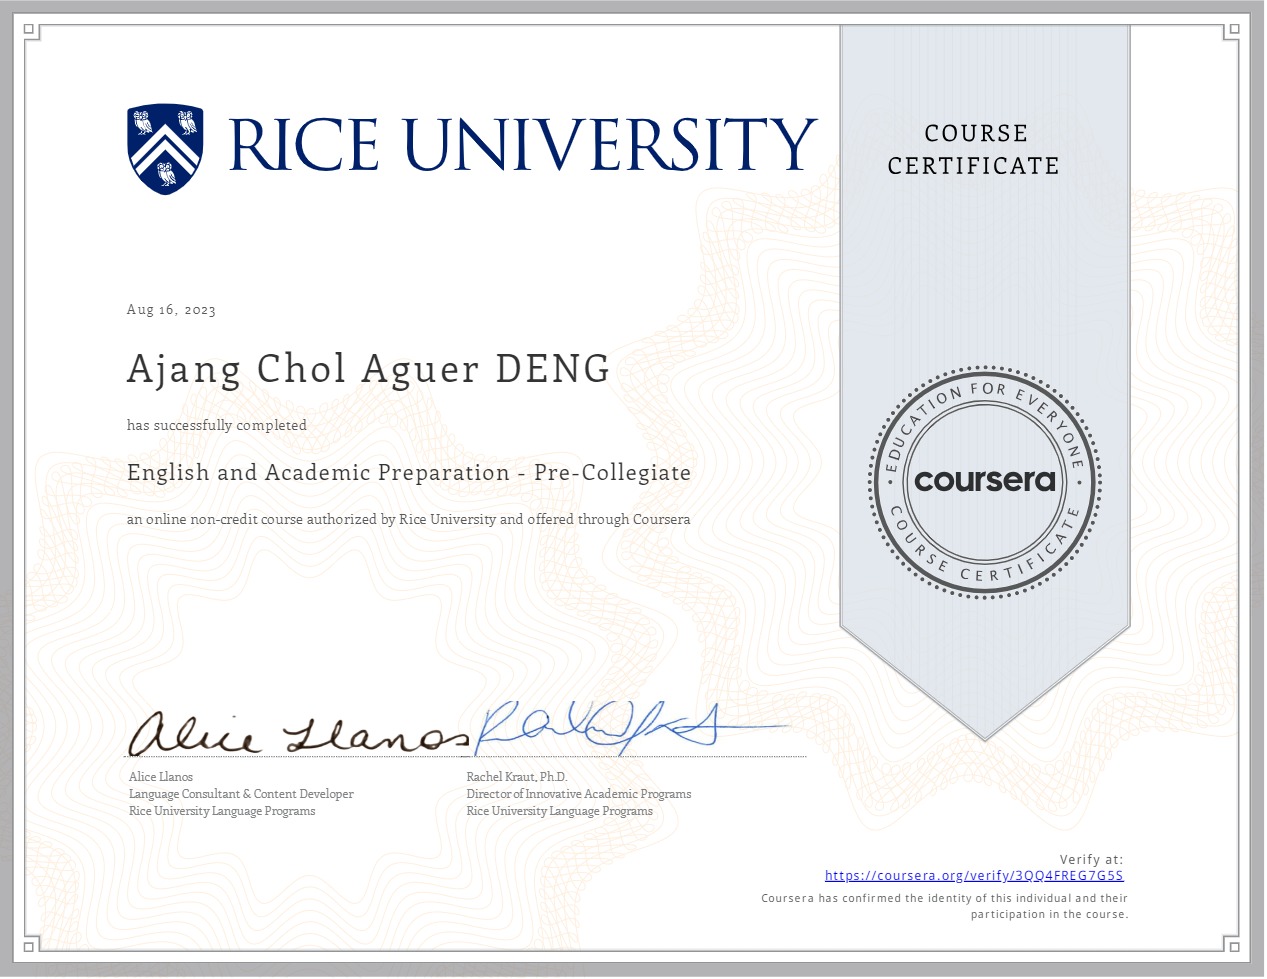 RICE UNIVERSITY
COURSE
CERTIFICATE
Aug 16, 2023
Ajang Chol Aguer DENG
has successfully completed
English and Academic Preparation - Pre-Collegiate
an online non-credit course authorized by Rice University and offered through Coursera
EDUCATION FOR EVERYONE
coursera
COURSE CERTIFICATE
Alice Llanos
Alice Llanos
Language Consultant & Content Developer
Rice University Language Programs
Rachel Kraut, Ph.D.
Director of Innovative Academic Programs
Rice University Language Programs
Verify at:
https://coursera.org/verify/3QQ4FREG7G5S
Coursera has confirmed the identity of this individual and their
participation in the course.